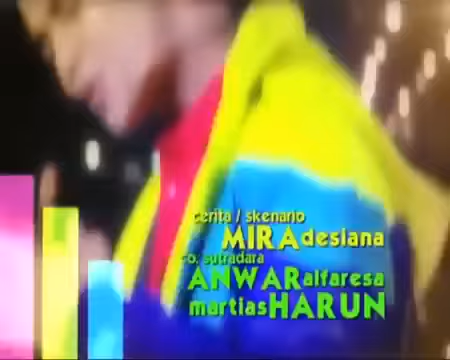 cerita / skenario
MIRAdesiana
co. sutradara
ANWARalfaresa
martiasHARUN